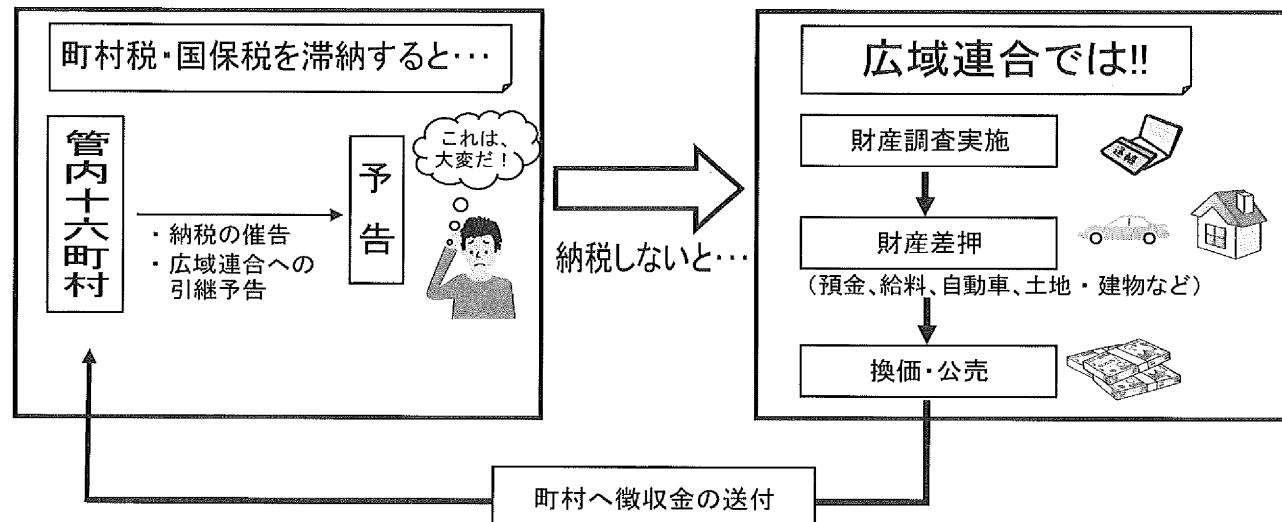 町村税・国保税を滞納すると…
管内十六町村
・納税の催告
・広域連合への
引継予告
予告
これは、
大変だ！
納税しないと…
広域連合では!!
財産調査実施
財産差押
（預金、給料、自動車、土地・建物など）
換価・公売
町村へ徴収金の送付